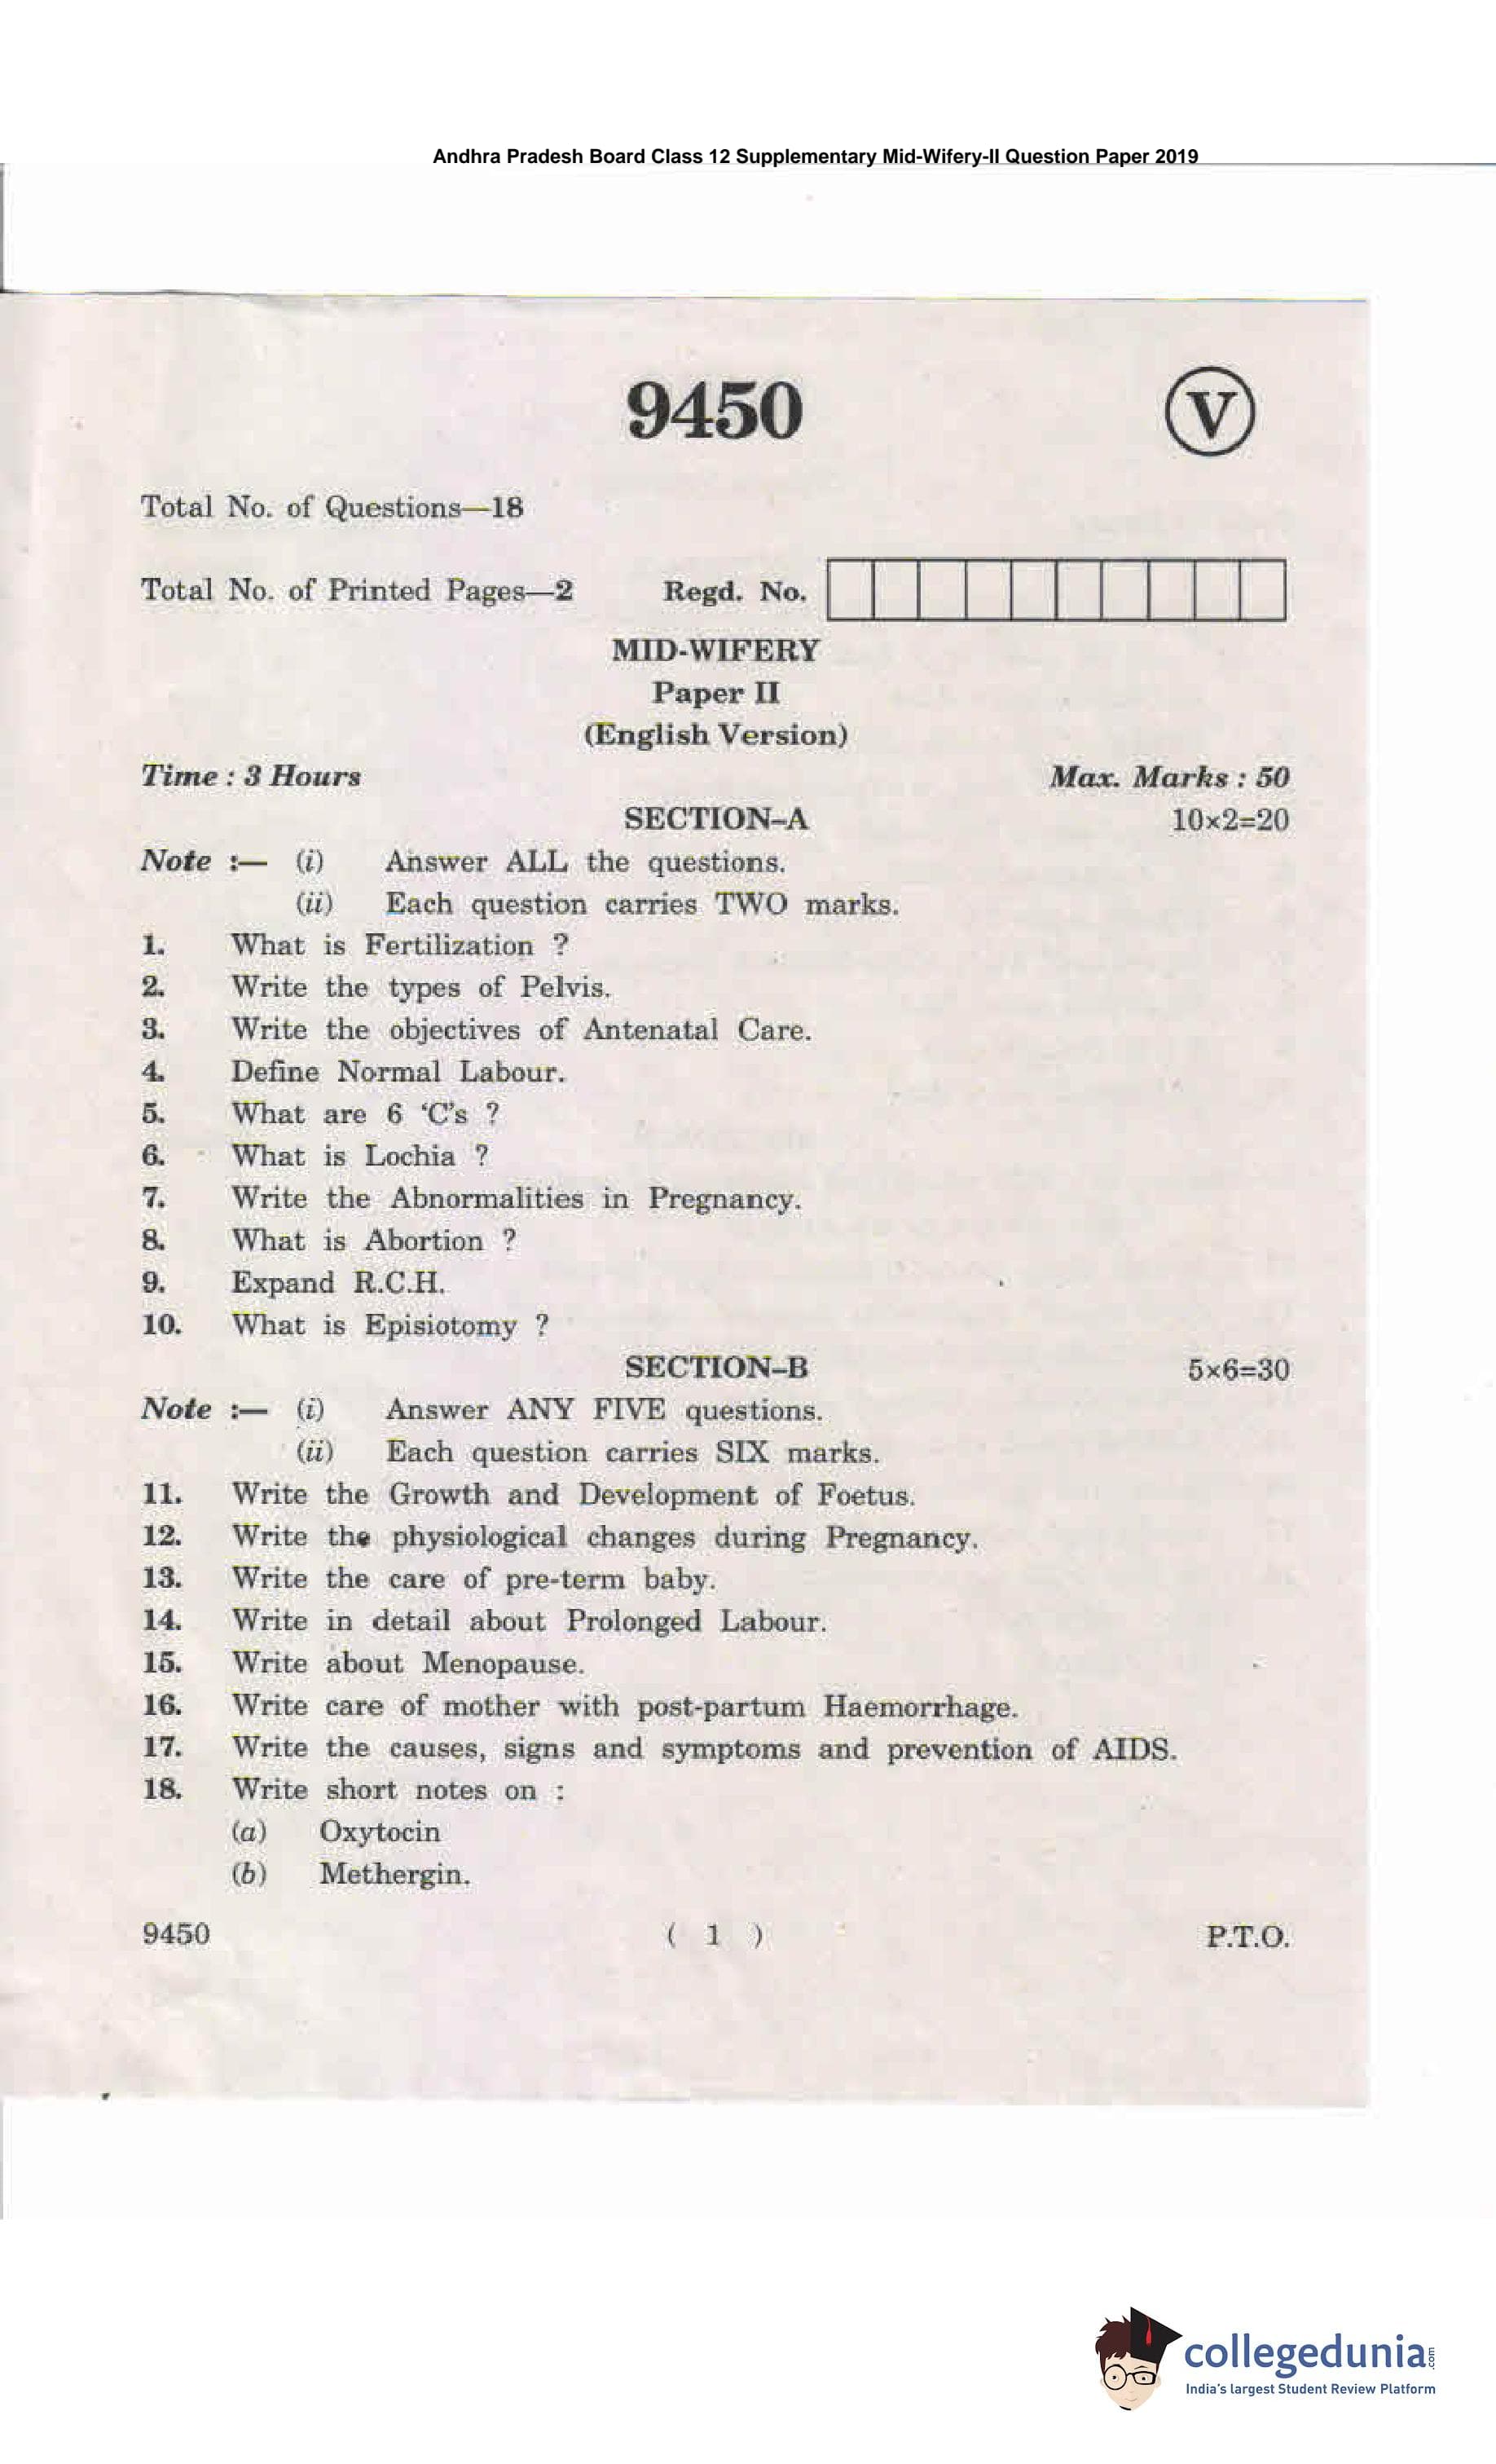 Andhra Pradesh Board Class 12 Supplementary Mid-Wifery-II Question Paper 2019
9450
V
Total No. of Questions—18
Total No. of Printed Pages—2 Regd. No.
MID-WIFERY
Paper II
(English Version)
Time : 3 Hours Max. Marks : 50
SECTION–A 10×2=20
Note :— (i) Answer ALL the questions.
(ii) Each question carries TWO marks.
1. What is Fertilization ?
2. Write the types of Pelvis.
3. Write the objectives of Antenatal Care.
4. Define Normal Labour.
5. What are 6 ‘C’s ?
6. What is Lochia ?
7. Write the Abnormalities in Pregnancy.
8. What is Abortion ?
9. Expand R.C.H.
10. What is Episiotomy ?
SECTION–B 5×6=30
Note :— (i) Answer ANY FIVE questions.
(ii) Each question carries SIX marks.
11. Write the Growth and Development of Foetus.
12. Write the physiological changes during Pregnancy.
13. Write the care of pre-term baby.
14. Write in detail about Prolonged Labour.
15. Write about Menopause.
16. Write care of mother with post-partum Haemorrhage.
17. Write the causes, signs and symptoms and prevention of AIDS.
18. Write short notes on :
(a) Oxytocin
(b) Methergin.
9450 ( 1 ) P.T.O.
collegedunia.com
India's largest Student Review Platform